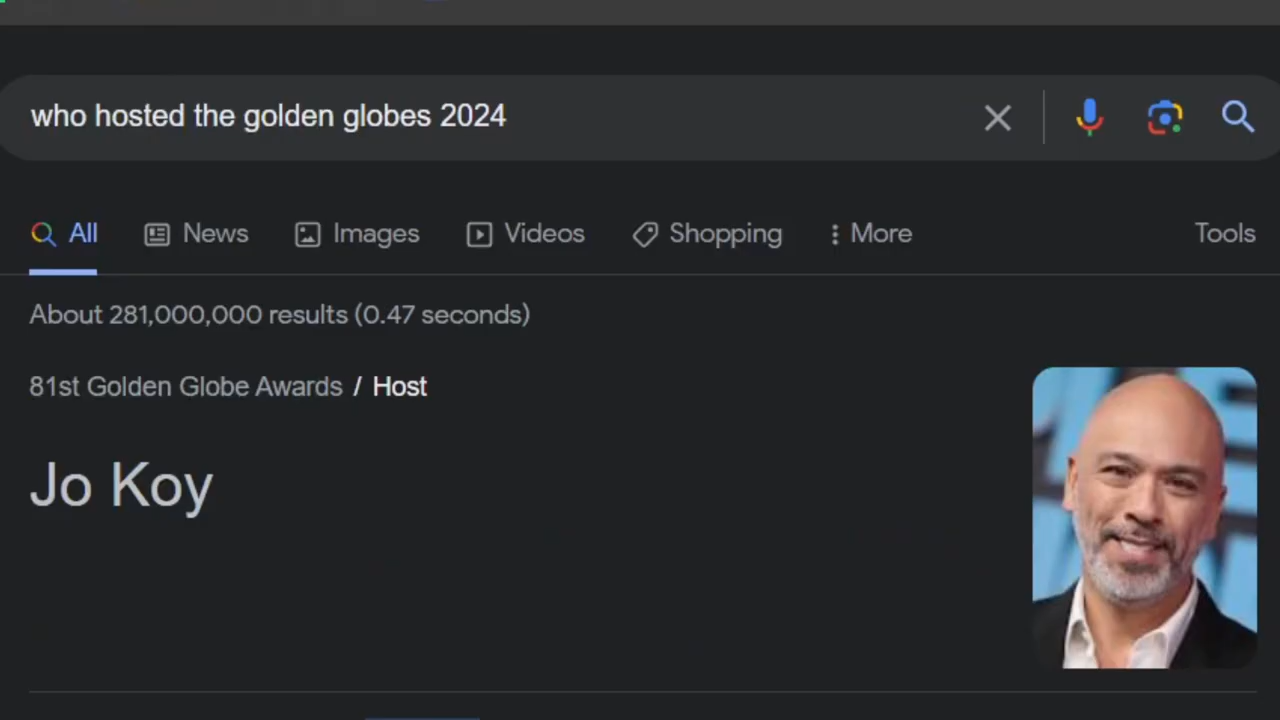 who hosted the golden globes 2024
All News Images Videos Shopping More Tools
About 281,000,000 results (0.47 seconds)
81st Golden Globe Awards / Host
Jo Koy